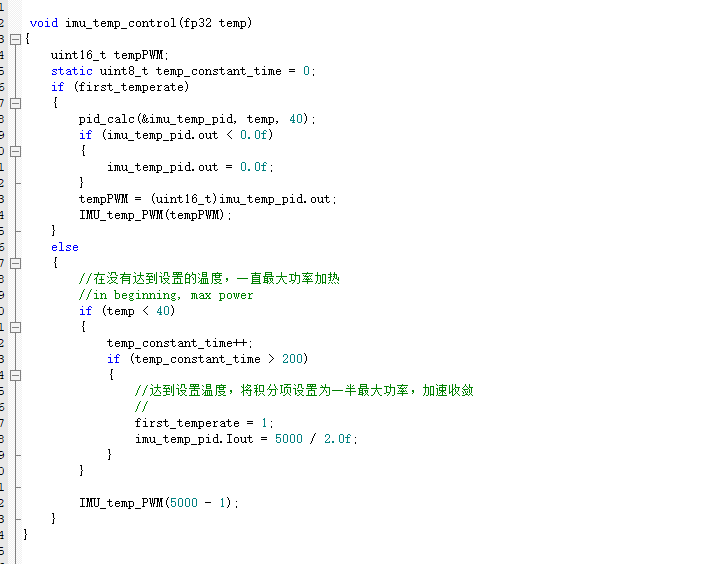 void imu_temp_control(fp32 temp)
{
uint16_t tempPWM;
static uint8_t temp_constant_time = 0;
if (first_temperate)
{
pid_calc(&imu_temp_pid, temp, 40);
if (imu_temp_pid.out < 0.0f)
{
imu_temp_pid.out = 0.0f;
}
tempPWM = (uint16_t)imu_temp_pid.out;
IMU_temp_PWM(tempPWM);
}
else
{
//在没有达到设置的温度，一直最大功率加热
//in beginning, max power
if (temp < 40)
{
temp_constant_time++;
if (temp_constant_time > 200)
{
//达到设置温度，将积分项设置为一半最大功率，加速收敛
//
first_temperate = 1;
imu_temp_pid.Iout = 5000 / 2.0f;
}
}
IMU_temp_PWM(5000 - 1);
}
}